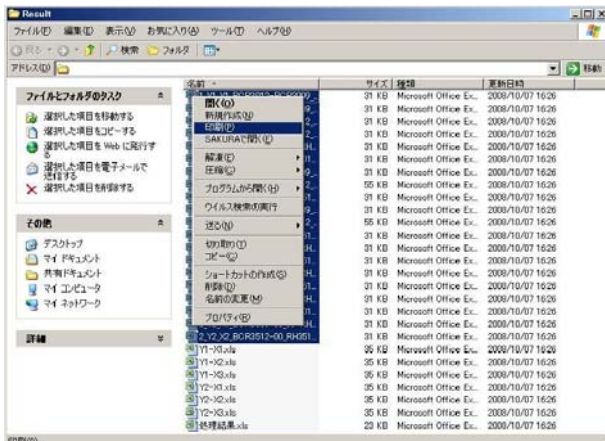 Result
ファイル(F) 編集(E) 表示(V) お気に入り(A) ツール(T) ヘルプ(H)
戻る 検索 フォルダ
アドレス(D) 移動
名前 サイズ 種類 更新日時
ファイルとフォルダのタスク
選択した項目を移動する
選択した項目をコピーする
選択した項目を Web に発行する
選択した項目を電子メールで送信する
選択した項目を削除する
その他
デスクトップ
マイ ドキュメント
共有ドキュメント
マイ コンピュータ
マイ ネットワーク
詳細
開く(O)
新規作成(N)
印刷(P)
SAKURAで開く(E)
解凍(E)
圧縮(C)
プログラムから開く(H)
ウイルス検索の実行
送る(N)
切り取り(T)
コピー(C)
ショートカットの作成(S)
削除(D)
名前の変更(M)
プロパティ(R)
31 KB Microsoft Office Ex... 2008/10/07 16:26
31 KB Microsoft Office Ex... 2008/10/07 16:26
31 KB Microsoft Office Ex... 2008/10/07 16:26
31 KB Microsoft Office Ex... 2008/10/07 16:26
31 KB Microsoft Office Ex... 2008/10/07 16:26
31 KB Microsoft Office Ex... 2008/10/07 16:26
31 KB Microsoft Office Ex... 2008/10/07 16:26
55 KB Microsoft Office Ex... 2008/10/07 16:26
31 KB Microsoft Office Ex... 2008/10/07 16:26
31 KB Microsoft Office Ex... 2008/10/07 16:26
55 KB Microsoft Office Ex... 2008/10/07 16:26
31 KB Microsoft Office Ex... 2008/10/07 16:26
31 KB Microsoft Office Ex... 2008/10/07 16:26
31 KB Microsoft Office Ex... 2008/10/07 16:26
31 KB Microsoft Office Ex... 2008/10/07 16:26
31 KB Microsoft Office Ex... 2008/10/07 16:26
31 KB Microsoft Office Ex... 2008/10/07 16:26
31 KB Microsoft Office Ex... 2008/10/07 16:26
31 KB Microsoft Office Ex... 2008/10/07 16:26
2_Y2_X2_BCR3512-00_RH351... 31 KB Microsoft Office Ex... 2008/10/07 16:26
Y1-X1.xls 35 KB Microsoft Office Ex... 2008/10/07 16:26
Y1-X2.xls 35 KB Microsoft Office Ex... 2008/10/07 16:26
Y2-X1.xls 35 KB Microsoft Office Ex... 2008/10/07 16:26
Y2-X2.xls 35 KB Microsoft Office Ex... 2008/10/07 16:26
Y2-X3.xls 35 KB Microsoft Office Ex... 2008/10/07 16:26
処理結果.xls 23 KB Microsoft Office Ex... 2008/10/07 16:26